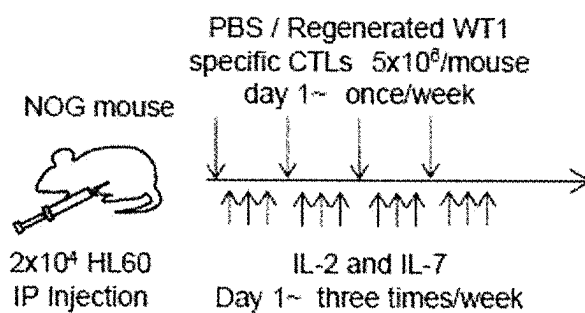 PBS / Regenerated WT1
specific CTLs 5x10⁶/mouse
day 1~ once/week
NOG mouse
2x10⁴ HL60
IP Injection
IL-2 and IL-7
Day 1~ three times/week